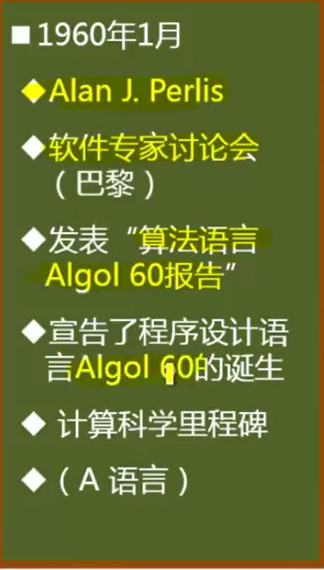 ■1960年1月
◆Alan J. Perlis
◆软件专家讨论会
（巴黎）
◆发表“算法语言
Algol 60报告”
◆宣告了程序设计语
言Algol 60的诞生
◆ 计算科学里程碑
◆（A 语言）